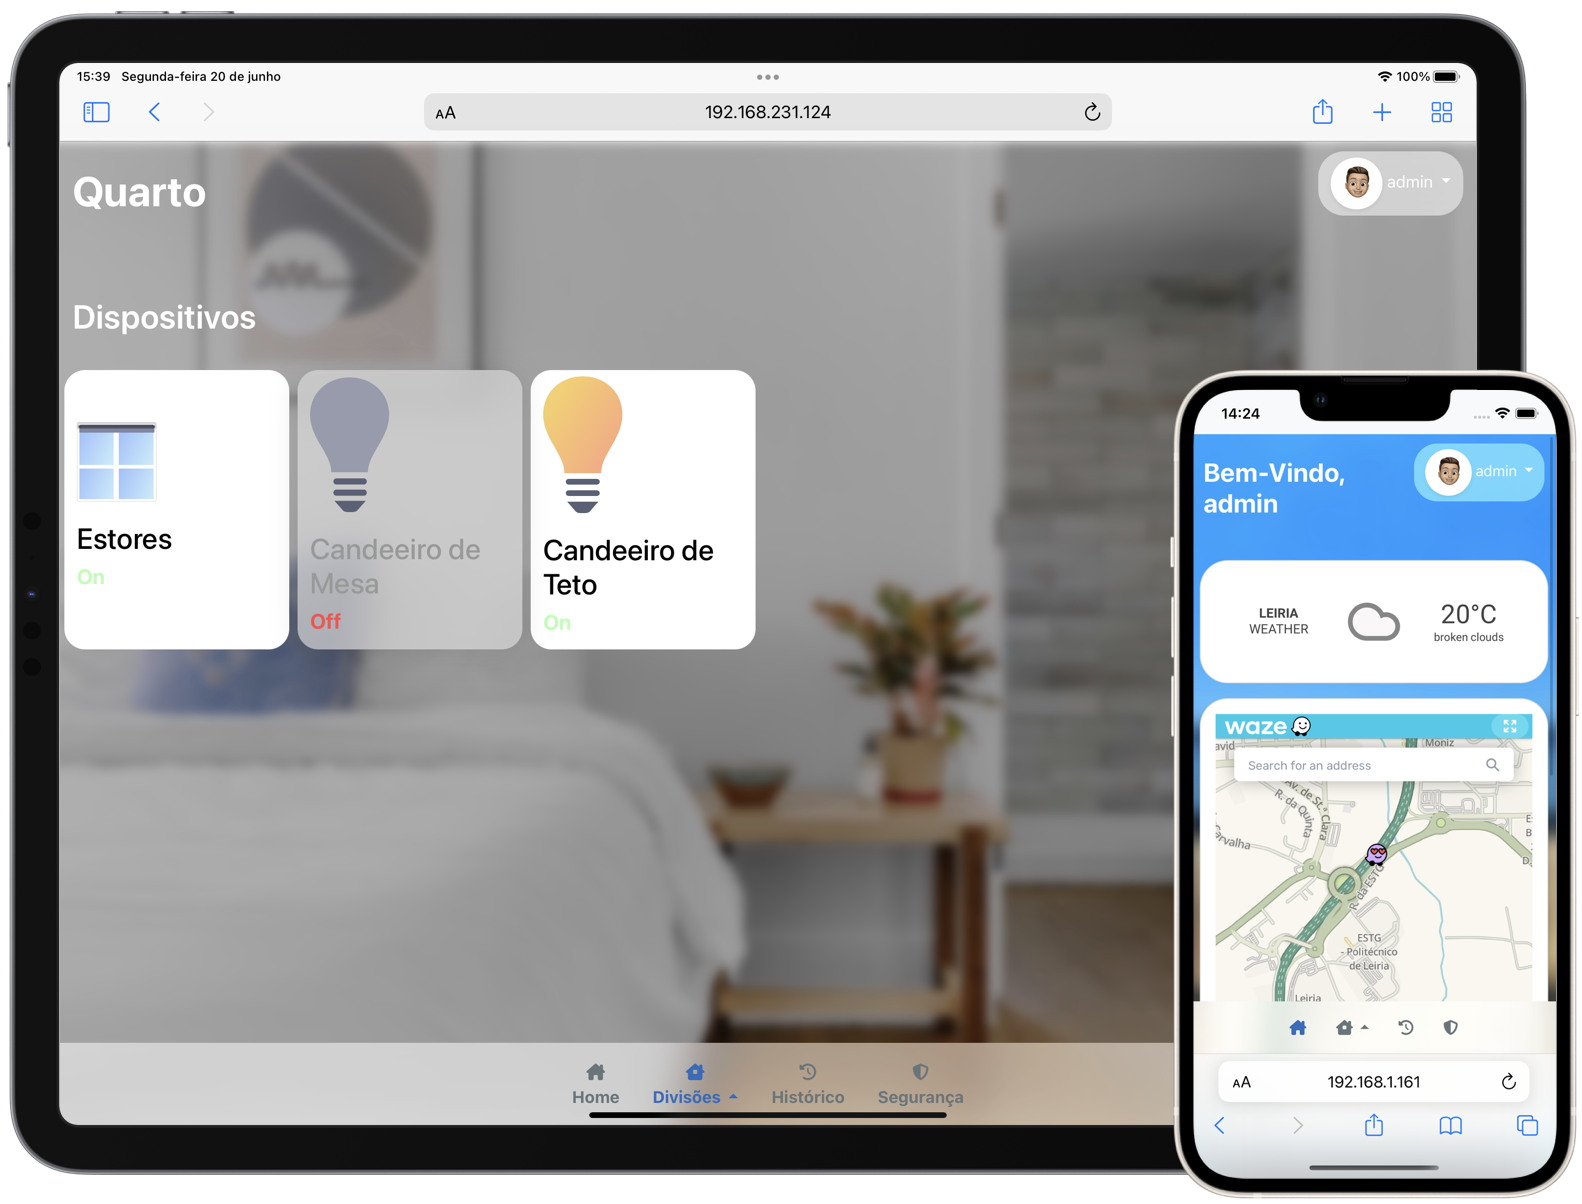 15:39 Segunda-feira 20 de junho
100%
AA
192.168.231.124
Quarto
admin
Dispositivos
Estores
On
Candeeiro de
Mesa
Off
Candeeiro de
Teto
On
Home
Divisões
Histórico
Segurança
14:24
Bem-Vindo,
admin
admin
LEIRIA
WEATHER
20°C
broken clouds
waze
avid
Moniz
Search for an address
Av. de St.ª Clara
R. da Quinta
Carvalha
E
B
D.
R. da ESTG
ESTG
- Politécnico
de Leiria
Leiria
AA
192.168.1.161